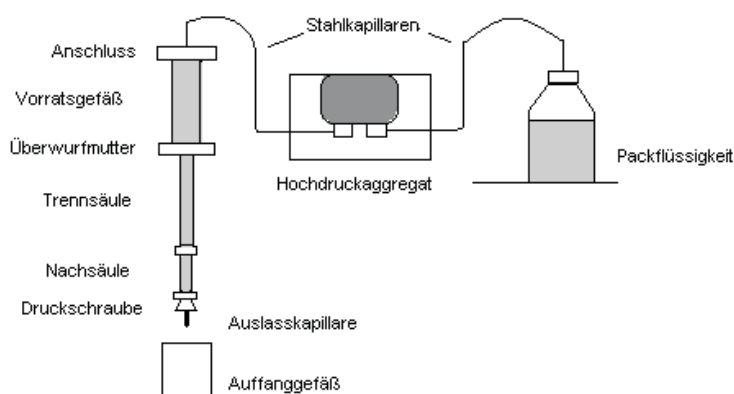 Stahlkapillaren
Anschluss
Vorratsgefäß
Überwurfmutter
Packflüssigkeit
Hochdruckaggregat
Trennsäule
Nachsäule
Druckschraube
Auslasskapillare
Auffanggefäß